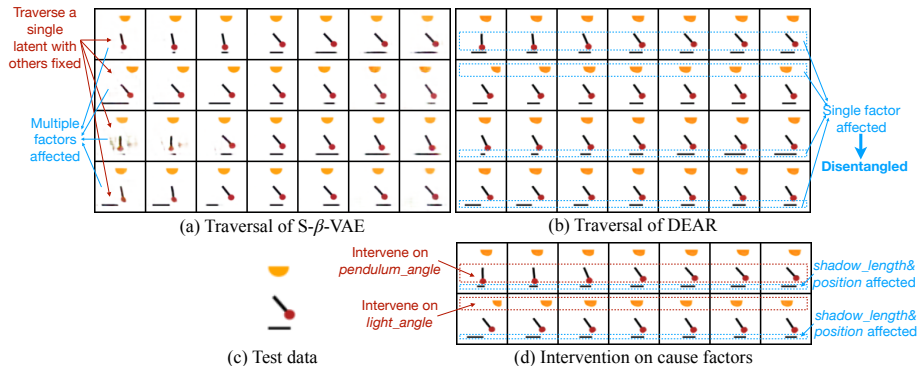 Traverse a
single
latent with
others fixed
Multiple
factors
affected
Single factor
affected
Disentangled
(a) Traversal of S-β-VAE
(b) Traversal of DEAR
Intervene on
pendulum_angle
shadow_length&
position affected
Intervene on
light_angle
shadow_length&
position affected
(c) Test data
(d) Intervention on cause factors